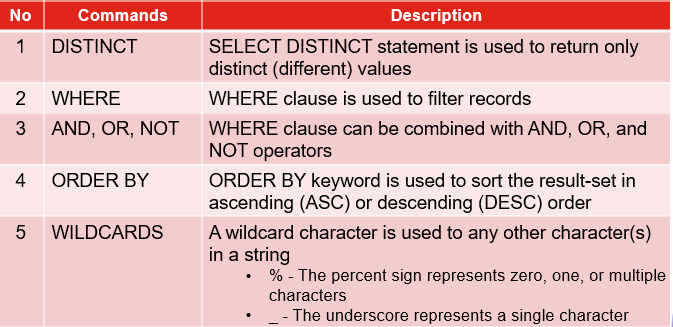 No Commands Description
1 DISTINCT SELECT DISTINCT statement is used to return only
distinct (different) values
2 WHERE WHERE clause is used to filter records
3 AND, OR, NOT WHERE clause can be combined with AND, OR, and
NOT operators
4 ORDER BY ORDER BY keyword is used to sort the result-set in
ascending (ASC) or descending (DESC) order
5 WILDCARDS A wildcard character is used to any other character(s)
in a string
• % - The percent sign represents zero, one, or multiple
characters
• _ - The underscore represents a single character